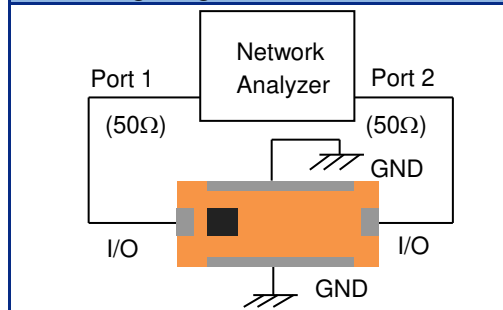 Network
Analyzer
Port 1
Port 2
(50Ω)
(50Ω)
GND
I/O
I/O
GND